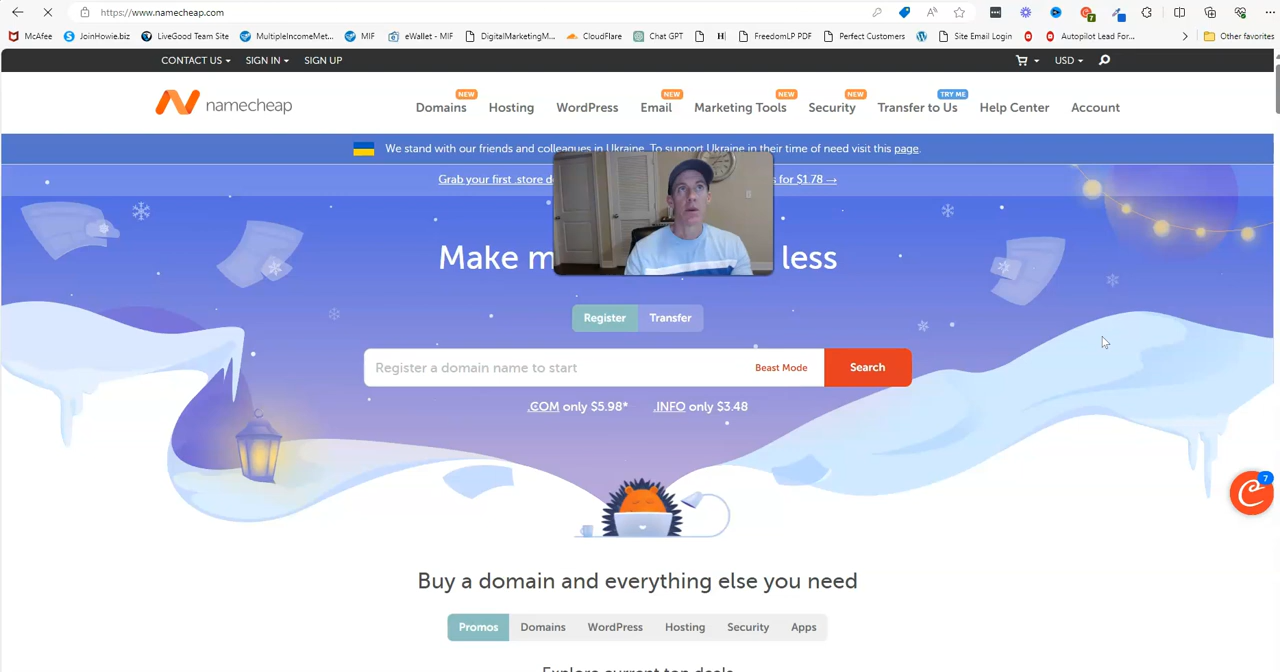 https://www.namecheap.com
7
McAfee JoinHowie.biz LiveGood Team Site MultipleIncomeMet... MIF eWallet - MIF DigitalMarketingM... CloudFlare Chat GPT H FreedomLP PDF Perfect Customers Site Email Login Autopilot Lead For... Other favorites
CONTACT US SIGN IN SIGN UP USD
NEW NEW NEW NEW TRY ME
namecheap Domains Hosting WordPress Email Marketing Tools Security Transfer to Us Help Center Account
We stand with our friends and colleagues in Ukraine. To support Ukraine in their time of need visit this page.
Grab your first .store for $1.78 →
Make less
Register Transfer
Register a domain name to start Beast Mode Search
.COM only $5.98* .INFO only $3.48
7
Buy a domain and everything else you need
Promos Domains WordPress Hosting Security Apps
Explore current top deals